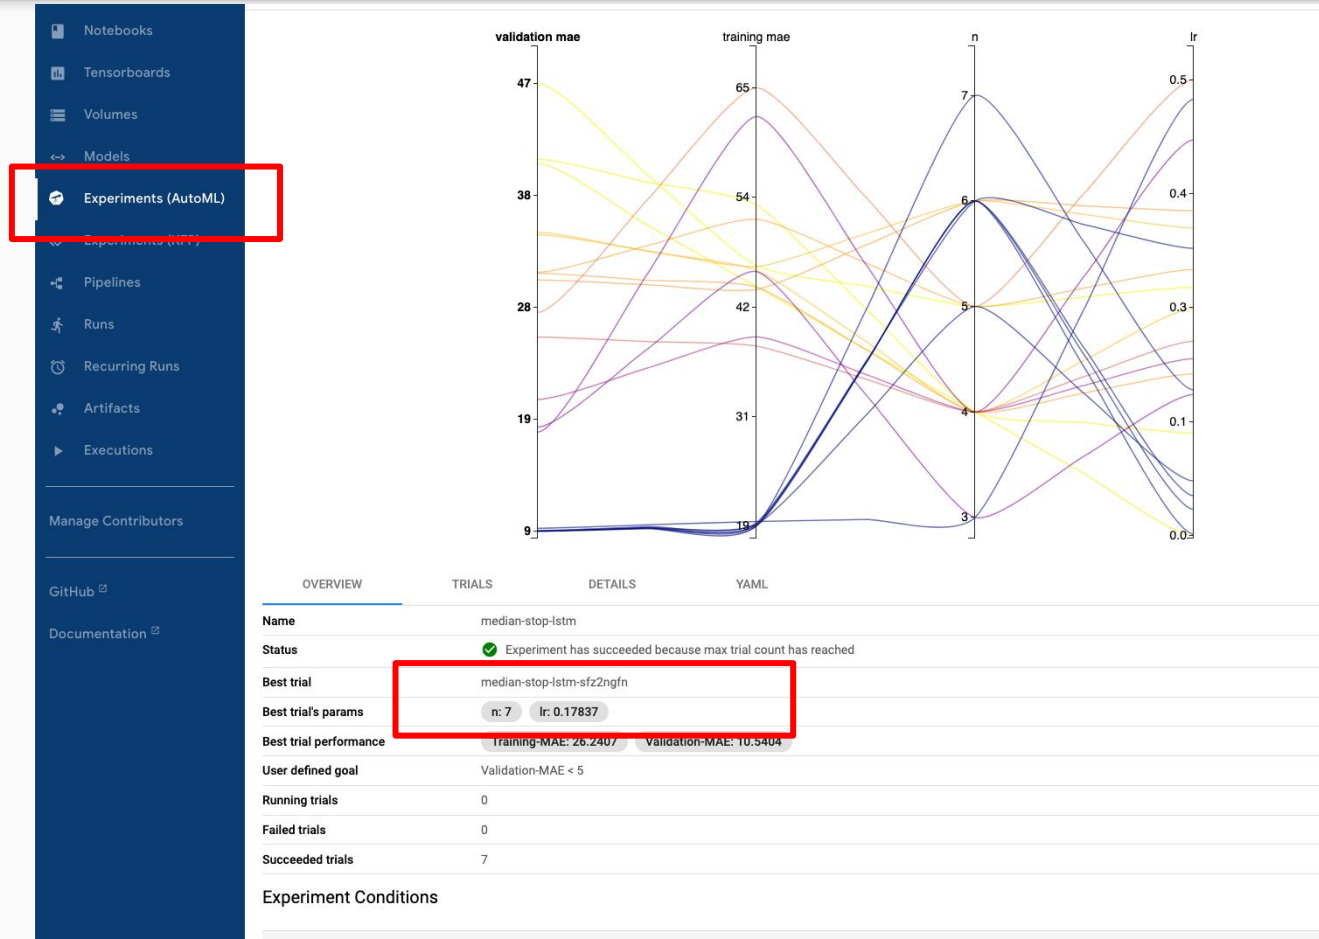 Notebooks
Tensorboards
Volumes
Models
Experiments (AutoML)
Experiments (KFP)
Pipelines
Runs
Recurring Runs
Artifacts
Executions
Manage Contributors
GitHub
Documentation
validation mae training mae n lr
47
38
28
19
9
65
54
42
31
19
7
6
5
4
3
0.5
0.4
0.3
0.1
0.0
OVERVIEW TRIALS DETAILS YAML
Name median-stop-lstm
Status Experiment has succeeded because max trial count has reached
Best trial median-stop-lstm-sfz2ngfn
Best trial's params n: 7 lr: 0.17837
Best trial performance Training-MAE: 26.2407 Validation-MAE: 10.5404
User defined goal Validation-MAE < 5
Running trials 0
Failed trials 0
Succeeded trials 7
Experiment Conditions